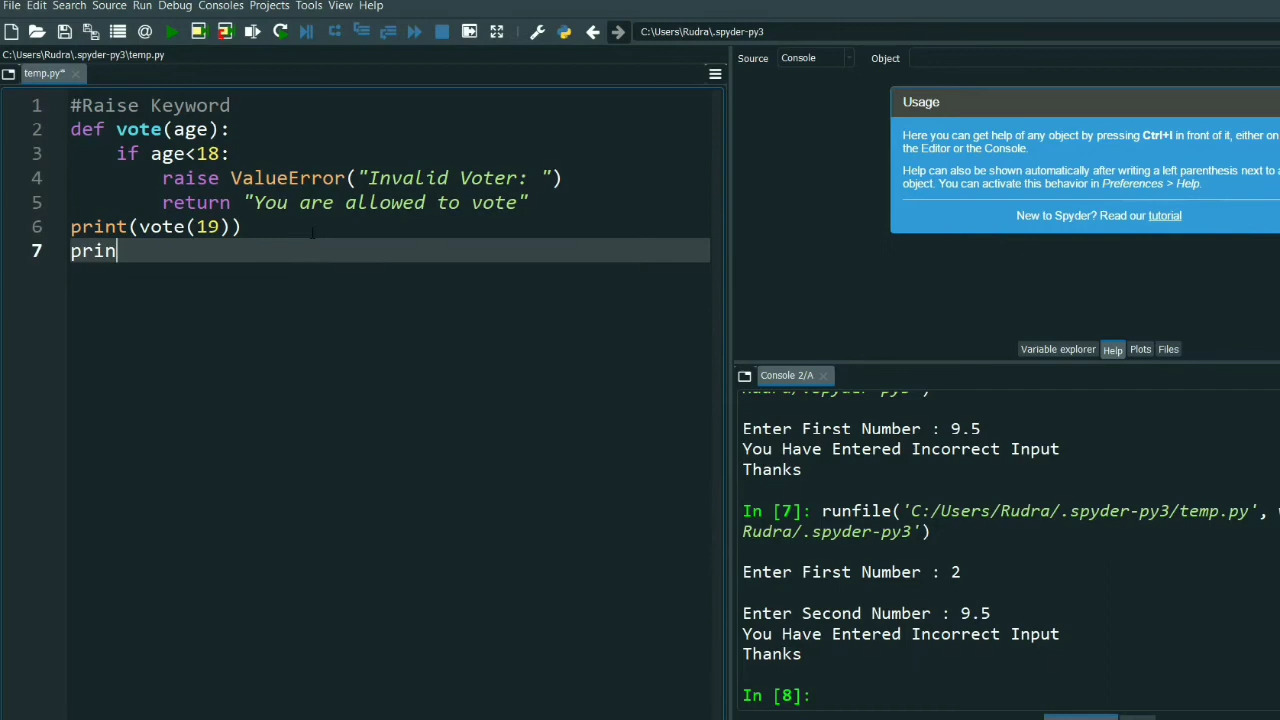 File Edit Search Source Run Debug Consoles Projects Tools View Help
C:\Users\Rudra\.spyder-py3
C:\Users\Rudra\.spyder-py3\temp.py
temp.py*
1 #Raise Keyword
2 def vote(age):
3 if age<18:
4 raise ValueError("Invalid Voter: ")
5 return "You are allowed to vote"
6 print(vote(19))
7 prin
Source Console Object
Usage
Here you can get help of any object by pressing Ctrl+I in front of it, either on
the Editor or the Console.
Help can also be shown automatically after writing a left parenthesis next to a
object. You can activate this behavior in Preferences > Help.
New to Spyder? Read our tutorial
Variable explorer Help Plots Files
Console 2/A
Rudra/.spyder-py3')
Enter First Number : 9.5
You Have Entered Incorrect Input
Thanks
In [7]: runfile('C:/Users/Rudra/.spyder-py3/temp.py',
Rudra/.spyder-py3')
Enter First Number : 2
Enter Second Number : 9.5
You Have Entered Incorrect Input
Thanks
In [8]: